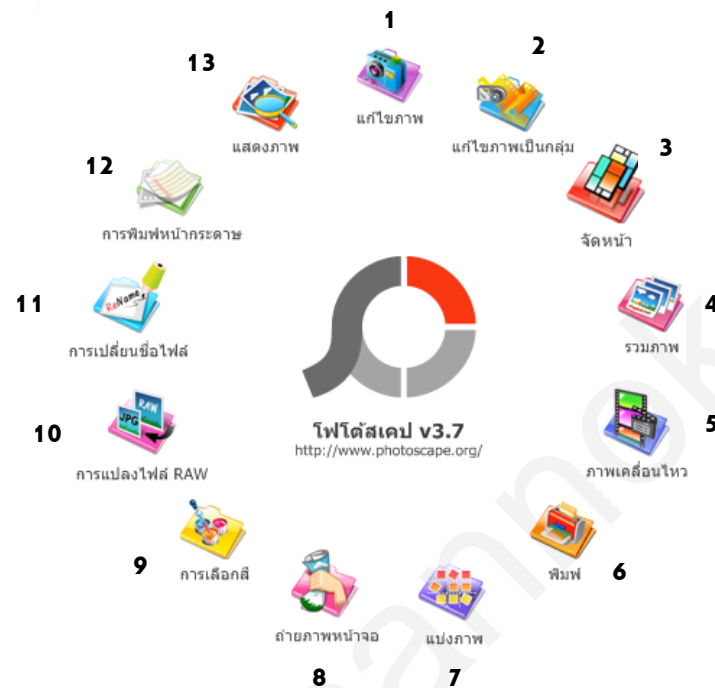 1
แก้ไขภาพ
2
แก้ไขภาพเป็นกลุ่ม
3
จัดหน้า
4
รวมภาพ
5
ภาพเคลื่อนไหว
6
พิมพ์
7
แบ่งภาพ
8
ถ่ายภาพหน้าจอ
9
การเลือกสี
10
RAW
JPG
การแปลงไฟล์ RAW
11
ReName
การเปลี่ยนชื่อไฟล์
12
การพิมพ์หน้ากระดาษ
13
แสดงภาพ
โฟโต้สเคป v3.7
http://www.photoscape.org/